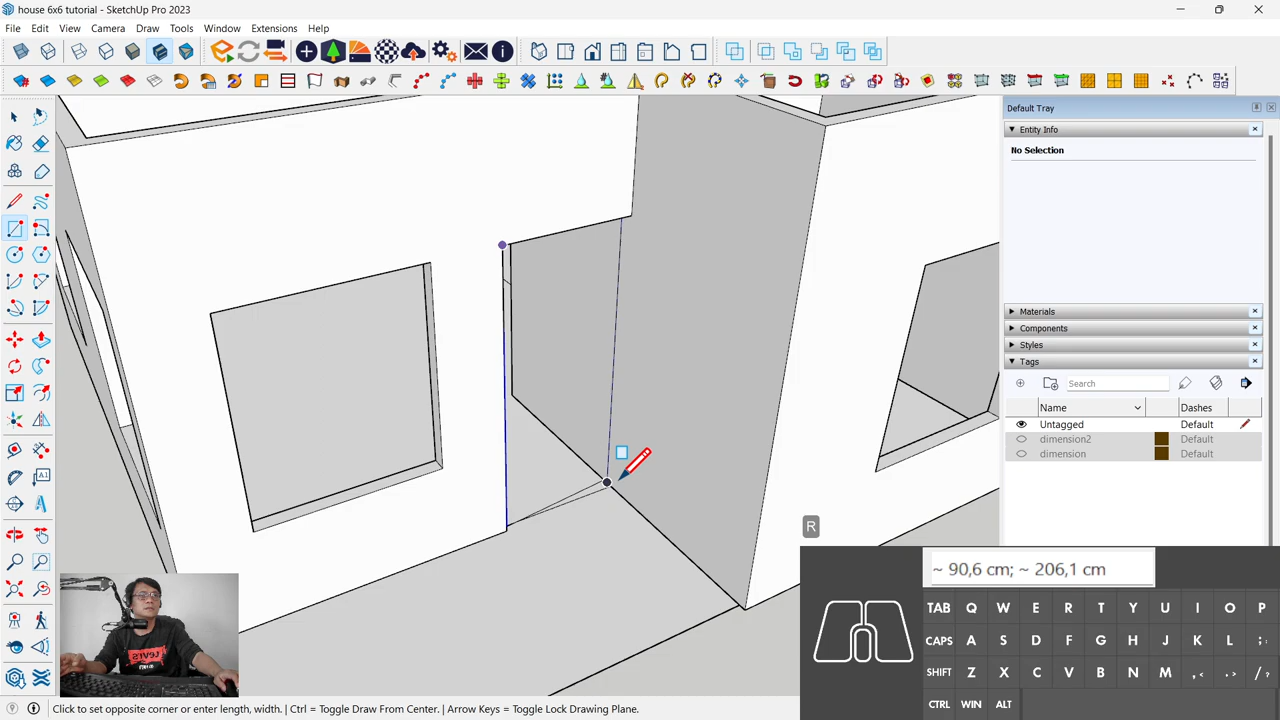 house 6x6 tutorial - SketchUp Pro 2023
File Edit View Camera Draw Tools Window Extensions Help
Default Tray
Entity Info
No Selection
Materials
Components
Styles
Tags
Search
Name Dashes
Untagged Default
dimension2 Default
dimension Default
R
~ 90,6 cm; ~ 206,1 cm
TAB Q W E R T Y U I O P
CAPS A S D F G H J K L ; :
SHIFT Z X C V B N M , < . > / ?
CTRL WIN ALT
LEVI'S
Click to set opposite corner or enter length, width. | Ctrl = Toggle Draw From Center. | Arrow Keys = Toggle Lock Drawing Plane.